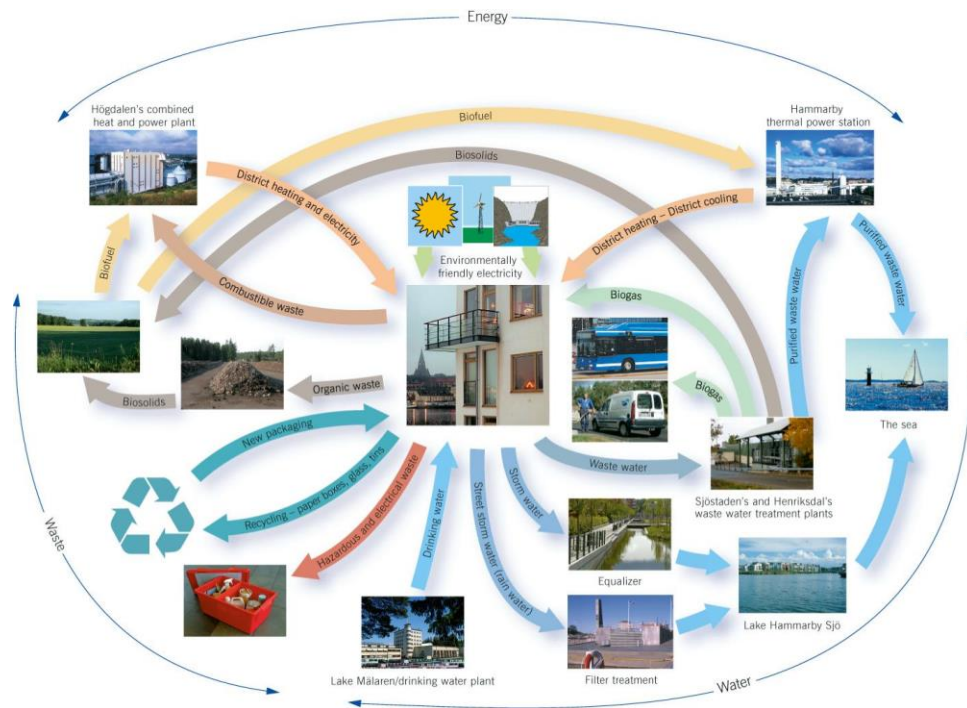 Energy
Högdalen's combined
heat and power plant
Hammarby
thermal power station
Biofuel
Biosolids
District heating and electricity
District heating – District cooling
Environmentally
friendly electricity
Biofuel
Combustible waste
Biogas
Purified waste water
Purified waste water
Biosolids
Organic waste
Biogas
The sea
New packaging
Waste water
Sjöstaden's and Henriksdal's
waste water treatment plants
Recycling – paper boxes, glass, tins
Hazardous and electrical waste
Drinking water
Street storm water (rain water)
Storm water
Waste
Equalizer
Lake Hammarby Sjö
Lake Mälaren/drinking water plant
Filter treatment
Water